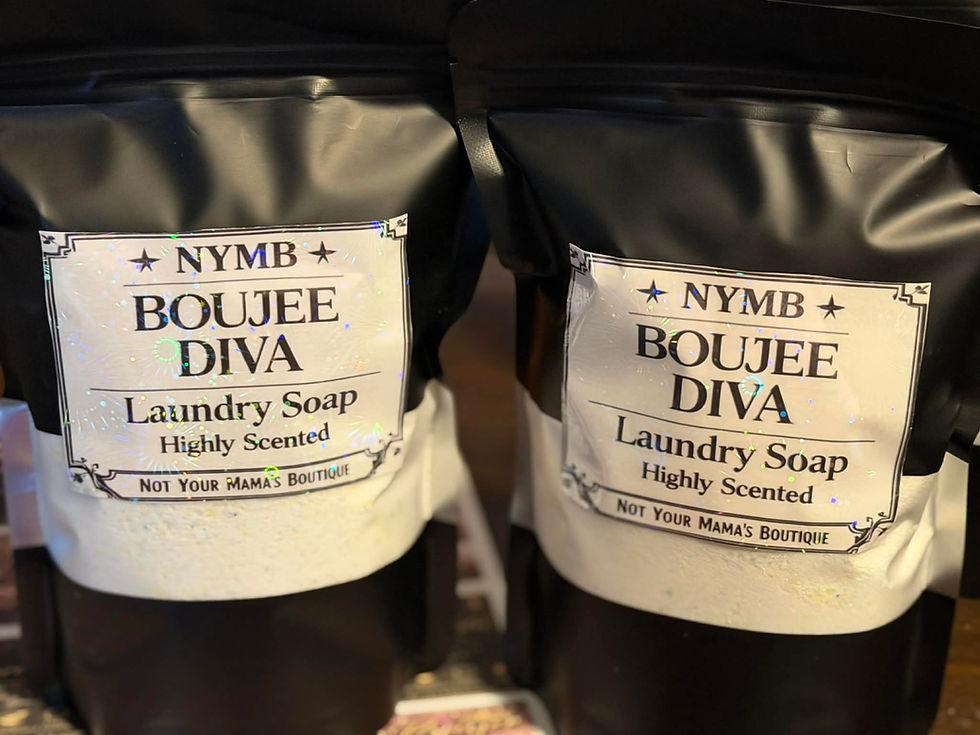 ★ NYMB ★
BOUJEE
DIVA
Laundry Soap
Highly Scented
NOT YOUR MAMA'S BOUTIQUE
★ NYMB ★
BOUJEE
DIVA
Laundry Soap
Highly Scented
NOT YOUR MAMA'S BOUTIQUE